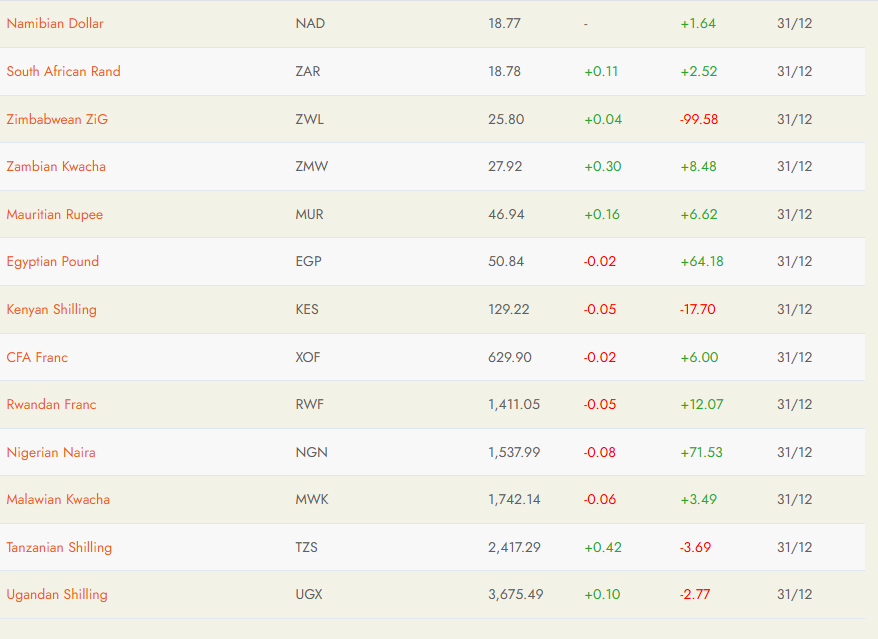 Namibian Dollar NAD 18.77 - +1.64 31/12
South African Rand ZAR 18.78 +0.11 +2.52 31/12
Zimbabwean ZiG ZWL 25.80 +0.04 -99.58 31/12
Zambian Kwacha ZMW 27.92 +0.30 +8.48 31/12
Mauritian Rupee MUR 46.94 +0.16 +6.62 31/12
Egyptian Pound EGP 50.84 -0.02 +64.18 31/12
Kenyan Shilling KES 129.22 -0.05 -17.70 31/12
CFA Franc XOF 629.90 -0.02 +6.00 31/12
Rwandan Franc RWF 1,411.05 -0.05 +12.07 31/12
Nigerian Naira NGN 1,537.99 -0.08 +71.53 31/12
Malawian Kwacha MWK 1,742.14 -0.06 +3.49 31/12
Tanzanian Shilling TZS 2,417.29 +0.42 -3.69 31/12
Ugandan Shilling UGX 3,675.49 +0.10 -2.77 31/12